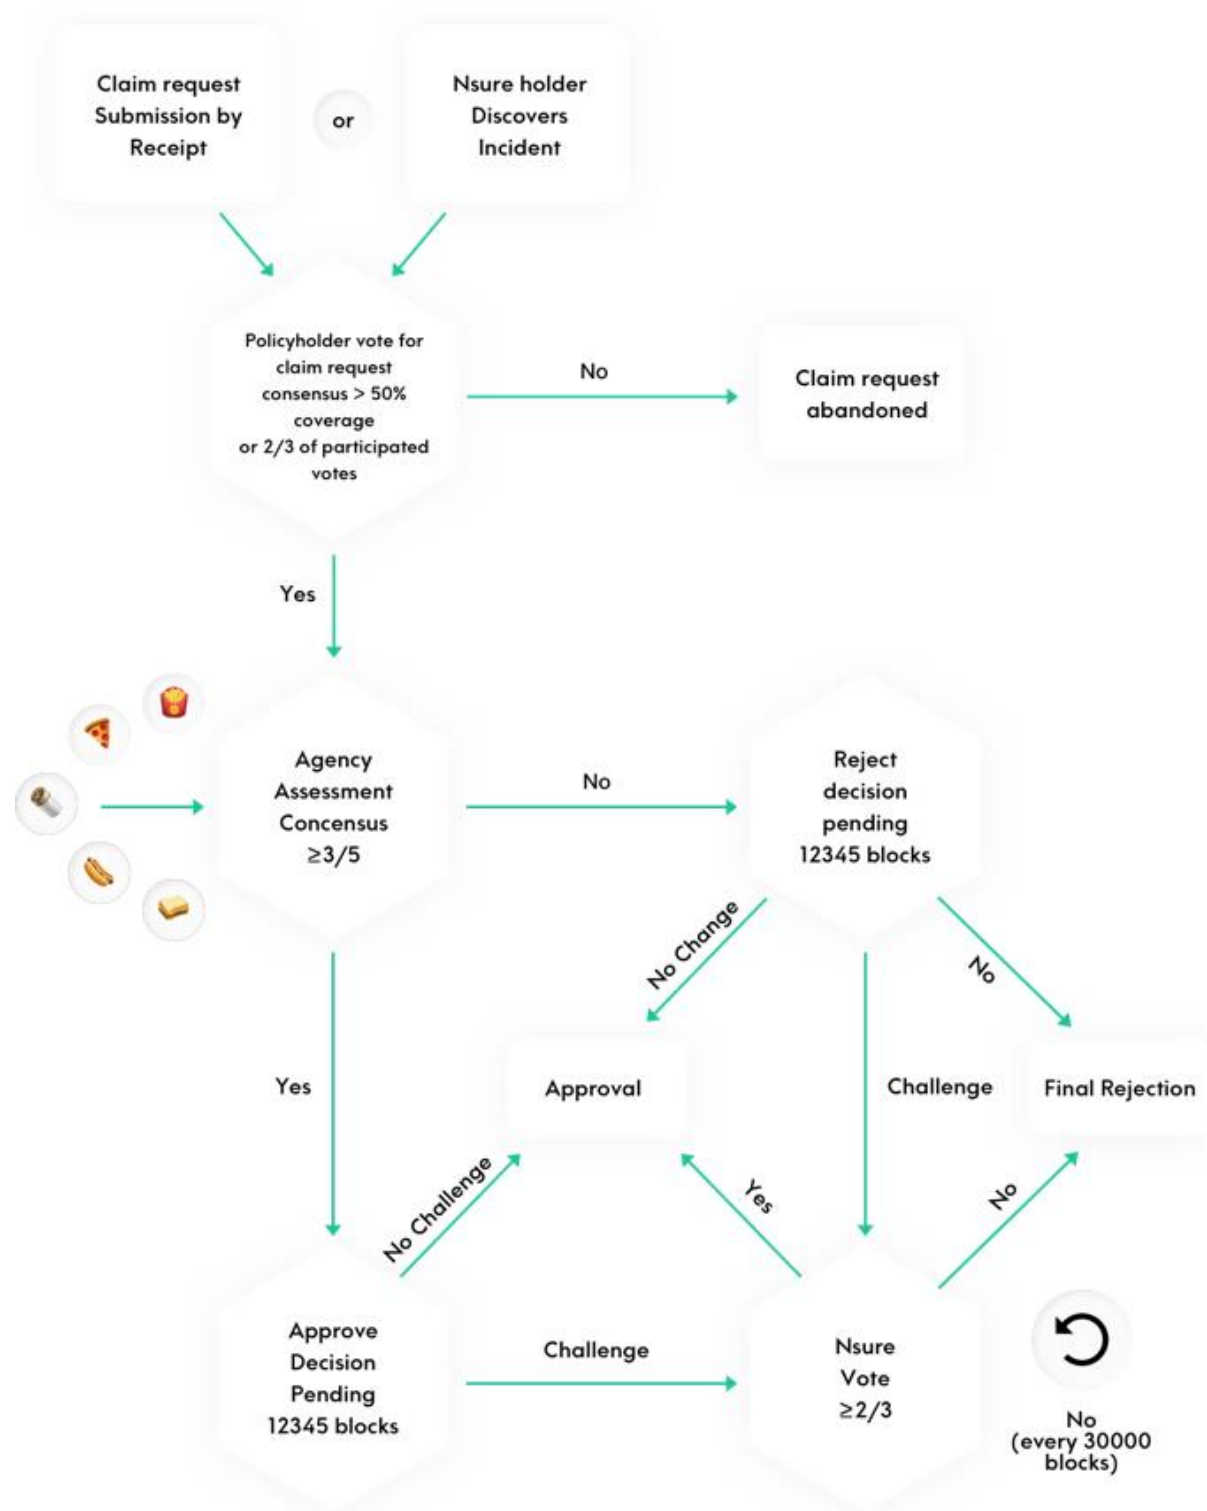 Claim request
Submission by
Receipt
or
Nsure holder
Discovers
Incident
Policyholder vote for
claim request
consensus > 50%
coverage
or 2/3 of participated
votes
No
Claim request
abandoned
Yes
Agency
Assessment
Concensus
≥3/5
No
Reject
decision
pending
12345 blocks
No Change
No
Yes
Approval
Challenge
Final Rejection
No Challenge
Yes
No
Approve
Decision
Pending
12345 blocks
Challenge
Nsure
Vote
≥2/3
No
(every 30000
blocks)